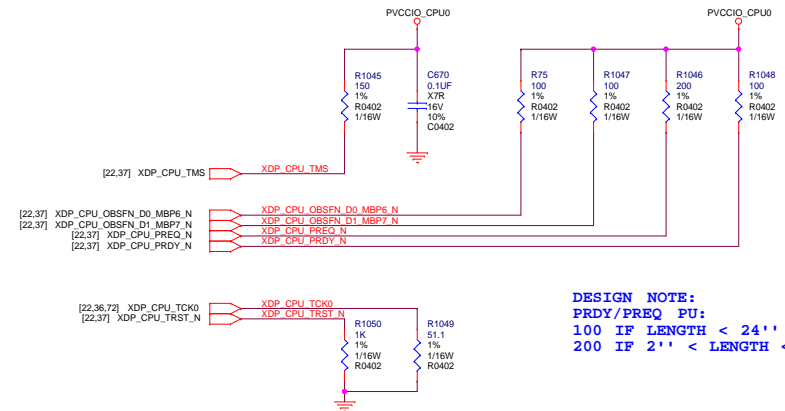 PVCCIO_CPU0
PVCCIO_CPU0
R1045
150
1%
R0402
1/16W
C670
0.1UF
X7R
16V
10%
C0402
R75
100
1%
R0402
1/16W
R1047
100
1%
R0402
1/16W
R1046
200
1%
R0402
1/16W
R1048
100
1%
R0402
1/16W
[22,37] XDP_CPU_TMS XDP_CPU_TMS
[22,37] XDP_CPU_OBSFN_D0_MBP6_N XDP_CPU_OBSFN_D0_MBP6_N
[22,37] XDP_CPU_OBSFN_D1_MBP7_N XDP_CPU_OBSFN_D1_MBP7_N
[22,37] XDP_CPU_PREQ_N XDP_CPU_PREQ_N
[22,37] XDP_CPU_PRDY_N XDP_CPU_PRDY_N
[22,36,72] XDP_CPU_TCK0 XDP_CPU_TCK0
[22,37] XDP_CPU_TRST_N XDP_CPU_TRST_N
R1050
1K
1%
1/16W
R0402
R1049
51.1
1%
1/16W
R0402
DESIGN NOTE:
PRDY/PREQ PU:
100 IF LENGTH < 24''
200 IF 2'' < LENGTH <